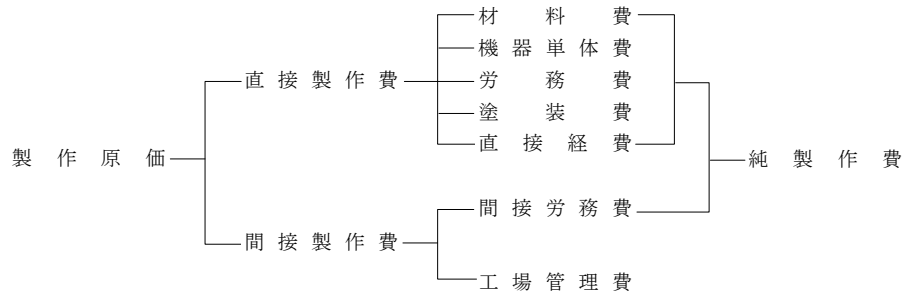 材料費
機器単体費
直接製作費
労務費
塗装費
直接経費
製作原価
純製作費
間接労務費
間接製作費
工場管理費